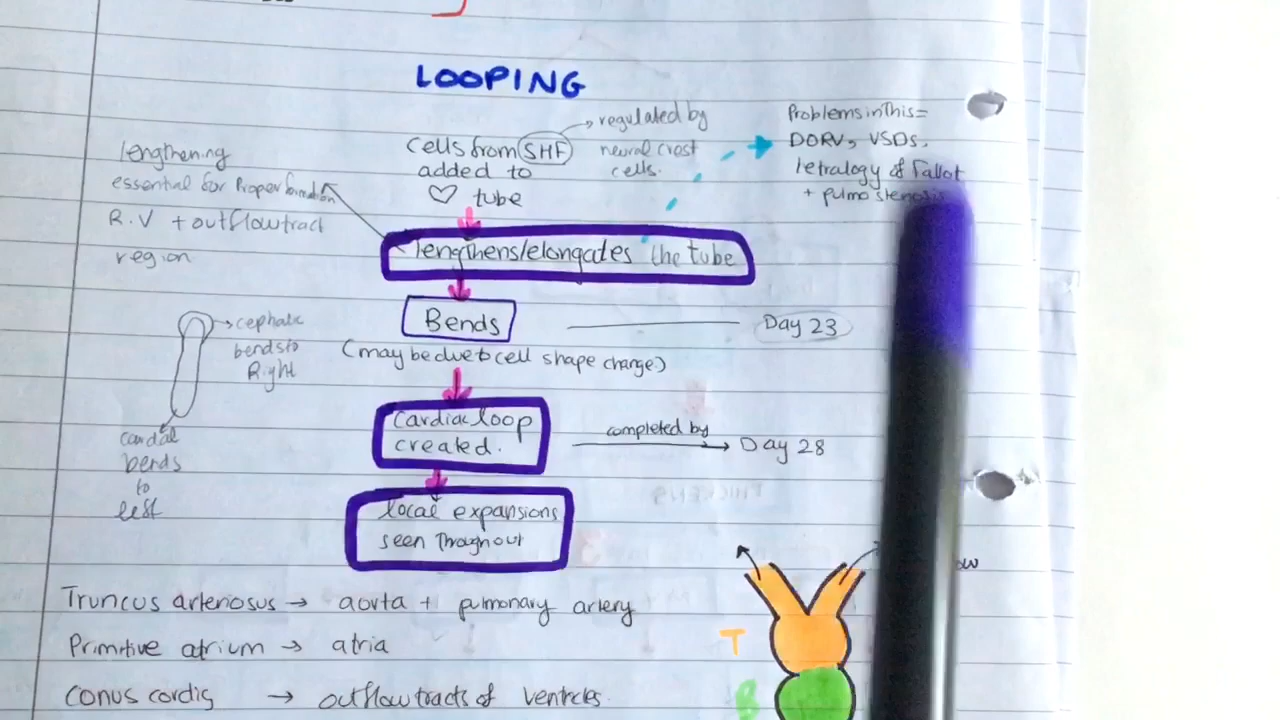 LOOPING
Cells from SHF
added to
♡ tube
regulated by
neural crest
cells.
Problems in This =
DORV, VSDs,
tetralogy of Fallot
+ pulmo stenosis
lengthening
essential for Proper formation
R.V + outflow tract
region
lengthens/elongates the tube
Bends
Day 23
(may be due to cell shape change)
cephalic
bends to
Right
caudal
bends
to
left
Cardiac loop
created.
completed by
Day 28
local expansions
seen Throughout
Truncus arteriosus → aorta + pulmonary artery
Primitive atrium → atria
Conus cordis → outflow tracts of ventricles.
T